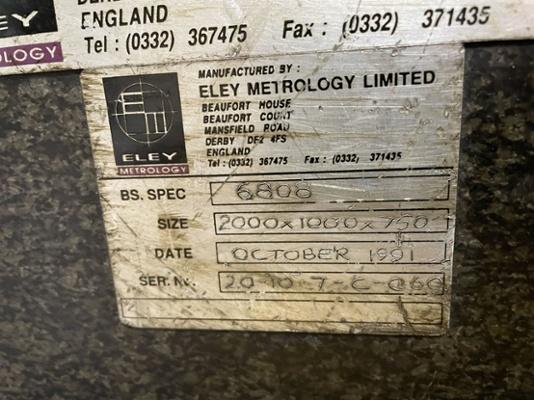 ENGLAND
Tel : (0332) 367475 Fax : (0332) 371435
EY
ROLOGY
MANUFACTURED BY :
ELEY METROLOGY LIMITED
BEAUFORT HOUSE
BEAUFORT COURT
MANSFIELD ROAD
DERBY DE2 4FS
ENGLAND
Tel : (0332) 367475 Fax : (0332) 371435
ELEY
METROLOGY
BS. SPEC 6808
SIZE 2000x1000x750
DATE OCTOBER 1991
SER. No.